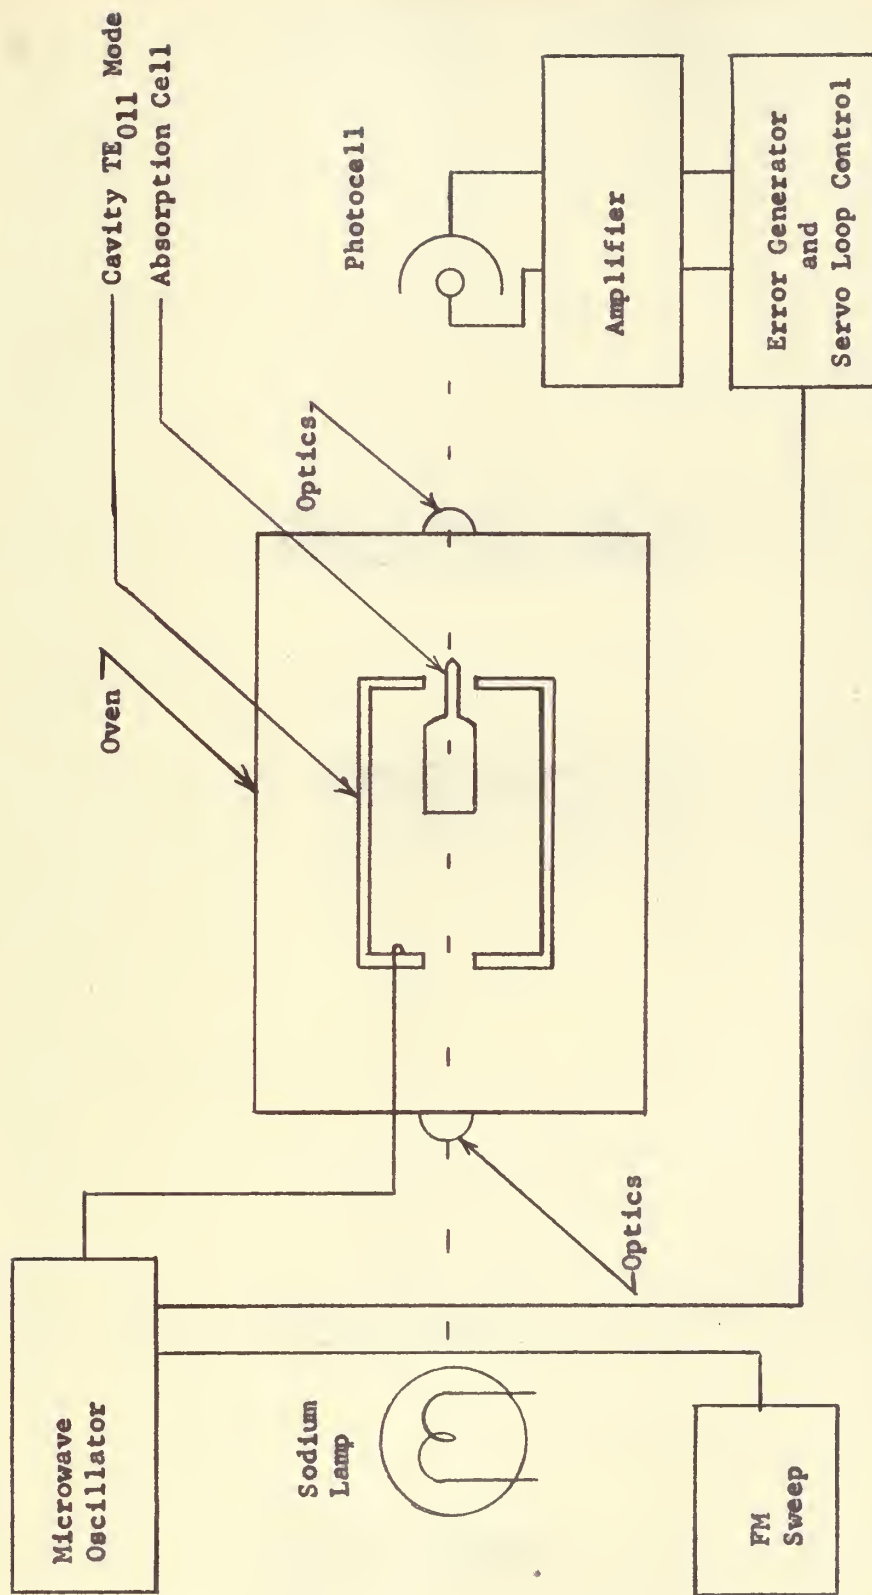 Cavity TE011 Mode
Absorption Cell
Oven
Optics
Photocell
Amplifier
Error Generator
and
Servo Loop Control
Microwave
Oscillator
Optics
Sodium
Lamp
FM
Sweep